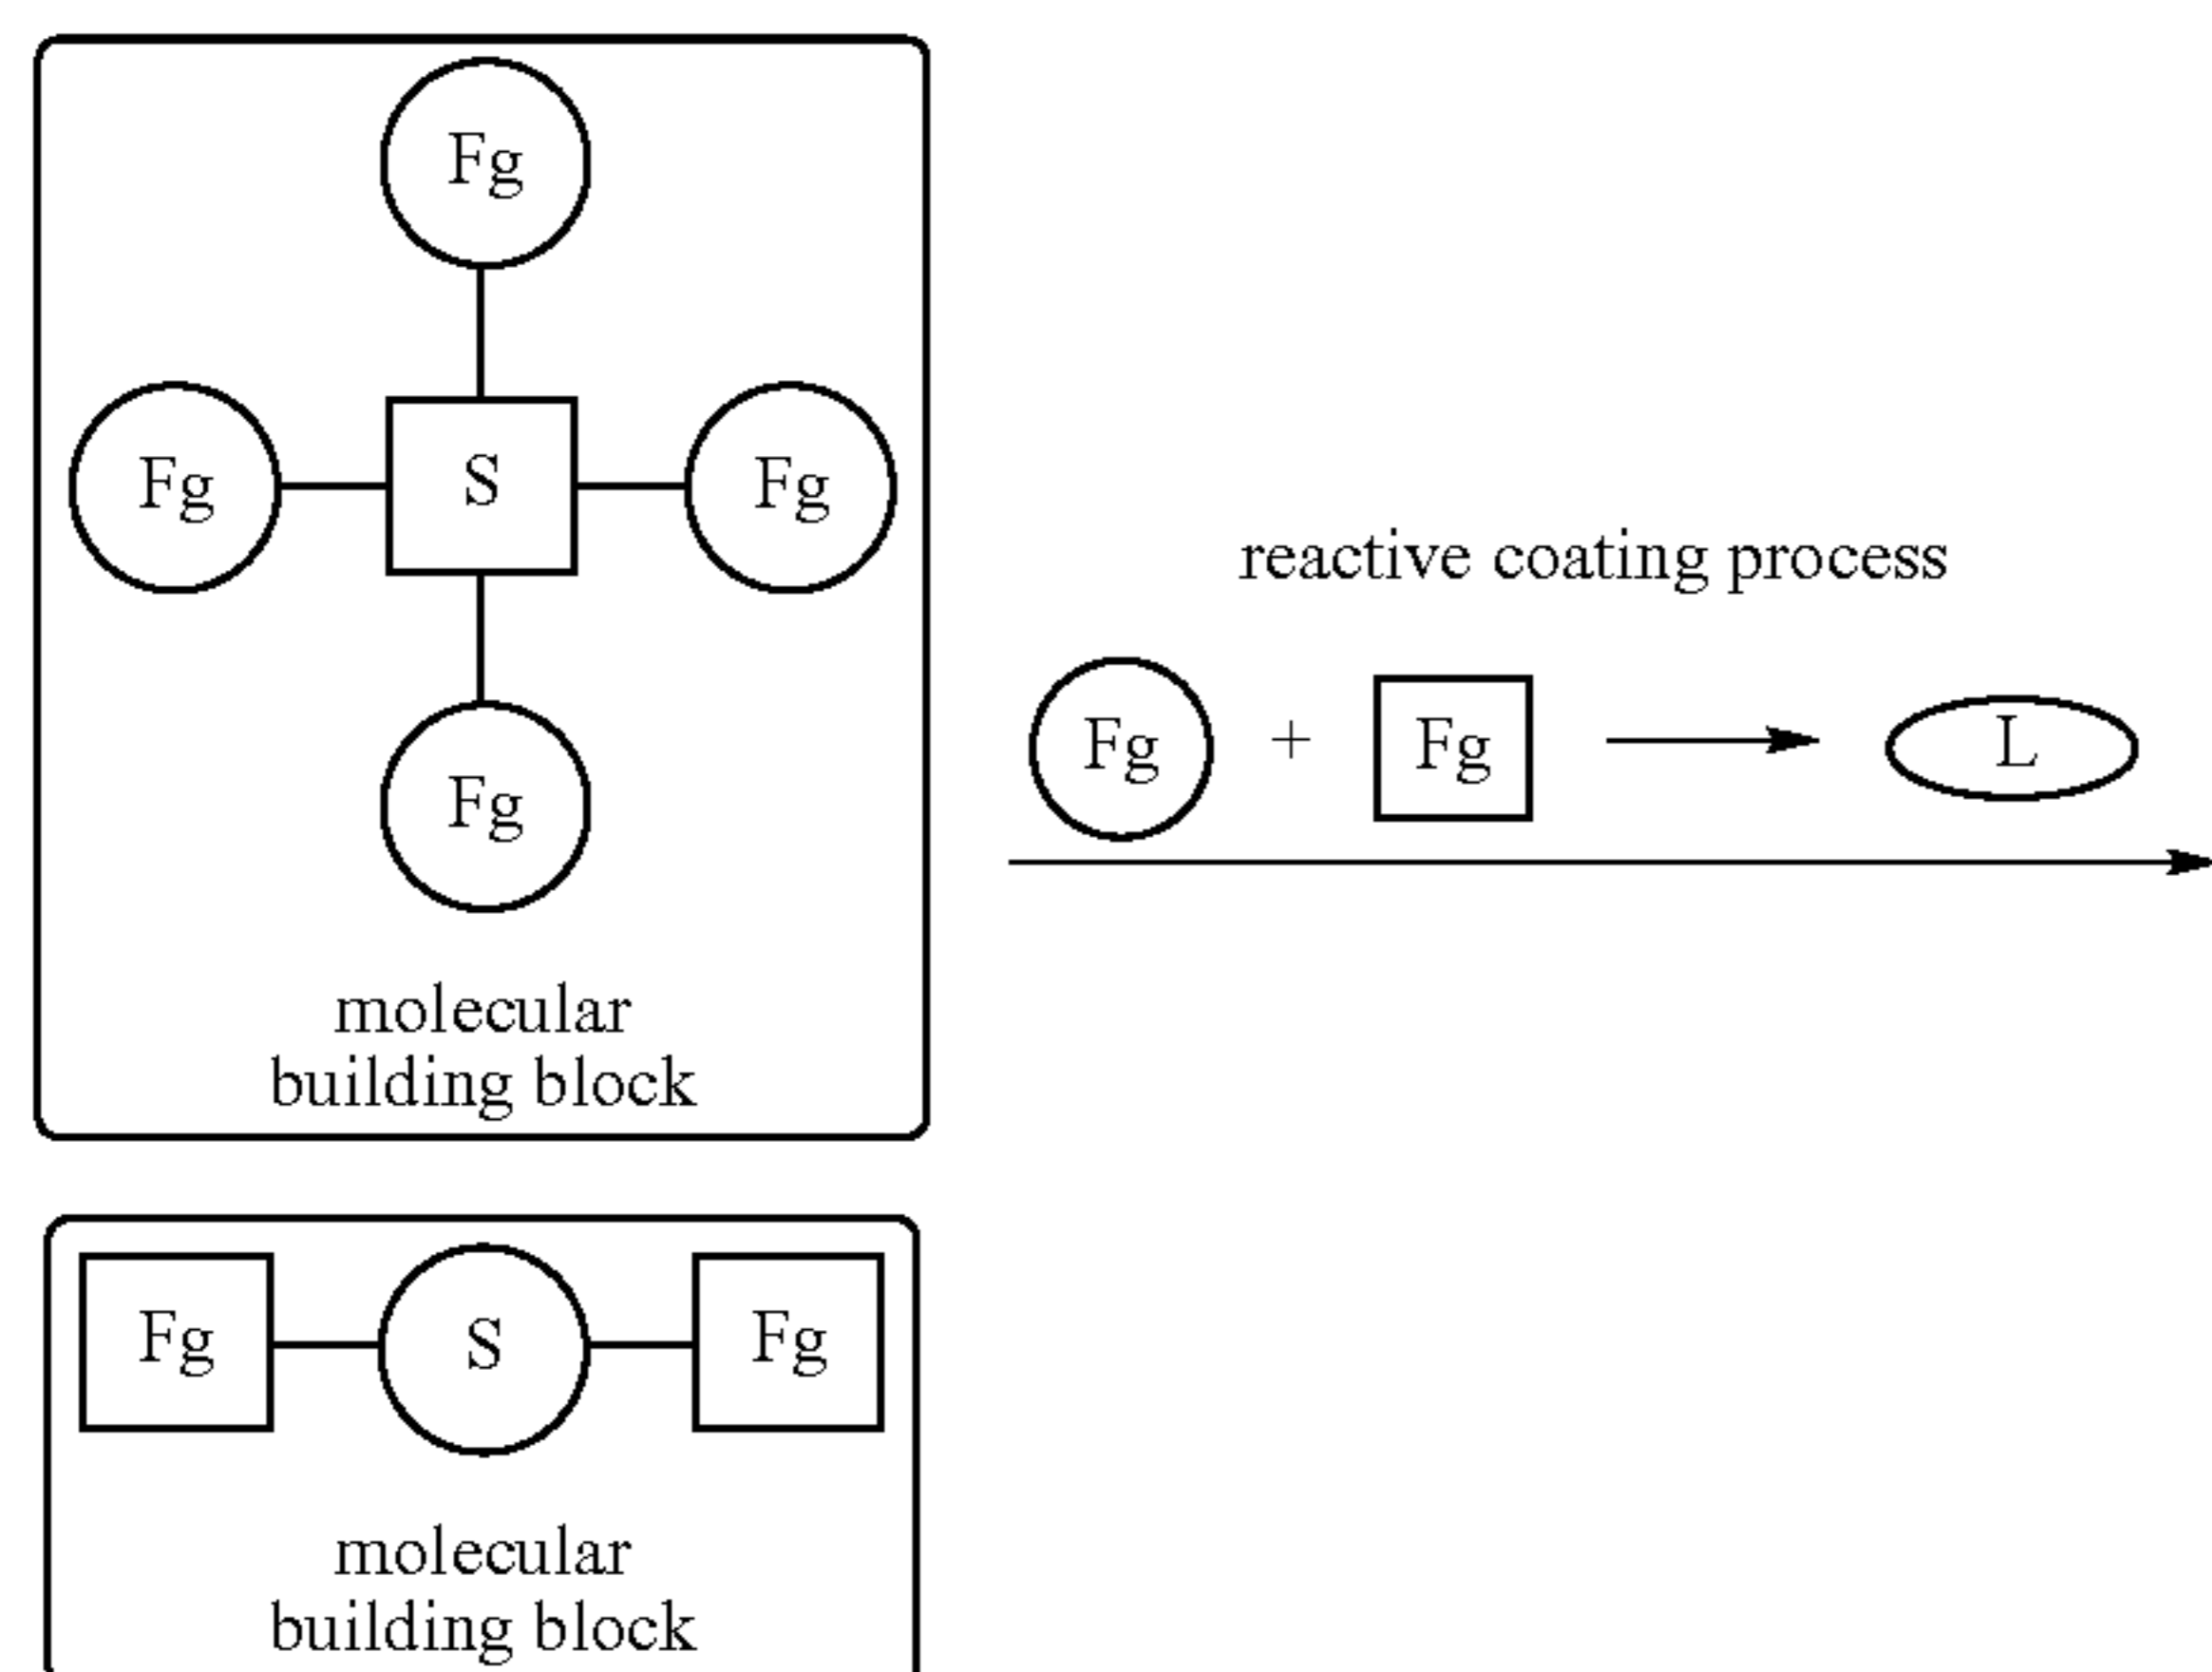 Fg
Fg S Fg
Fg
molecular
building block
reactive coating process
Fg + Fg L
Fg S Fg
molecular
building block